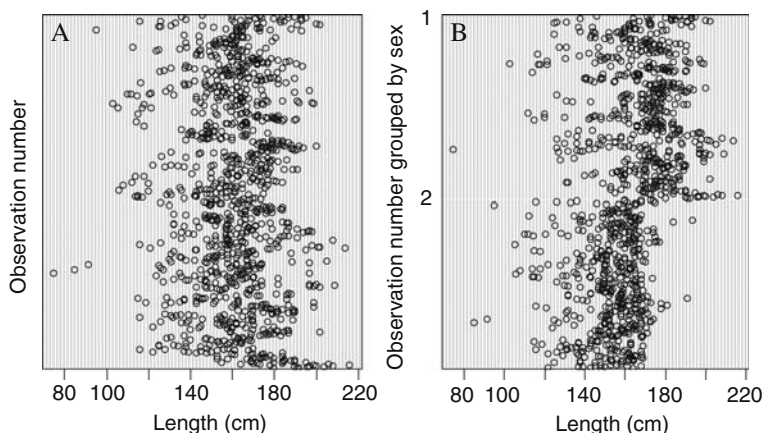 A
Observation number
80 100 140 180 220
Length (cm)
B
Observation number grouped by sex
1
2
80 100 140 180 220
Length (cm)